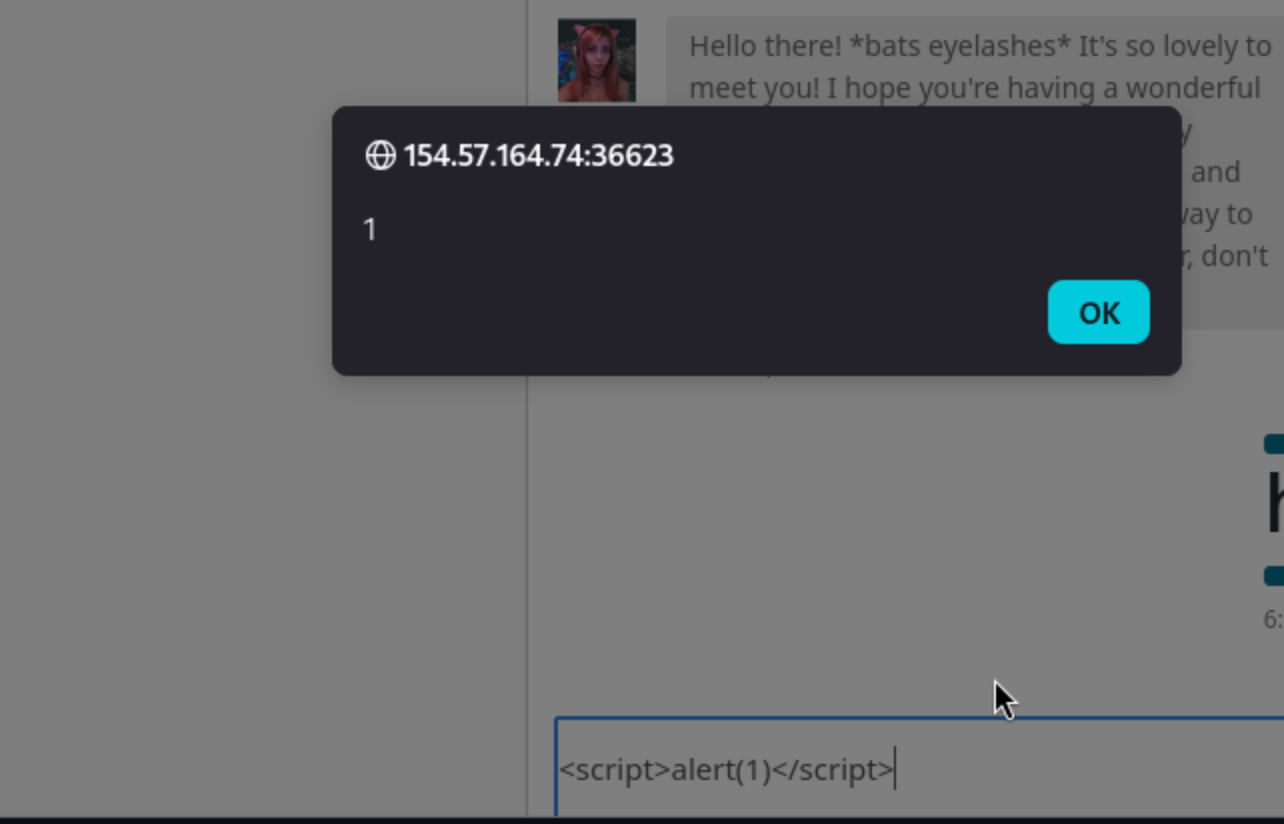 Hello there! *bats eyelashes* It's so lovely to
meet you! I hope you're having a wonderful
154.57.164.74:36623
and
1
to
don't
OK
<script>alert(1)</script>